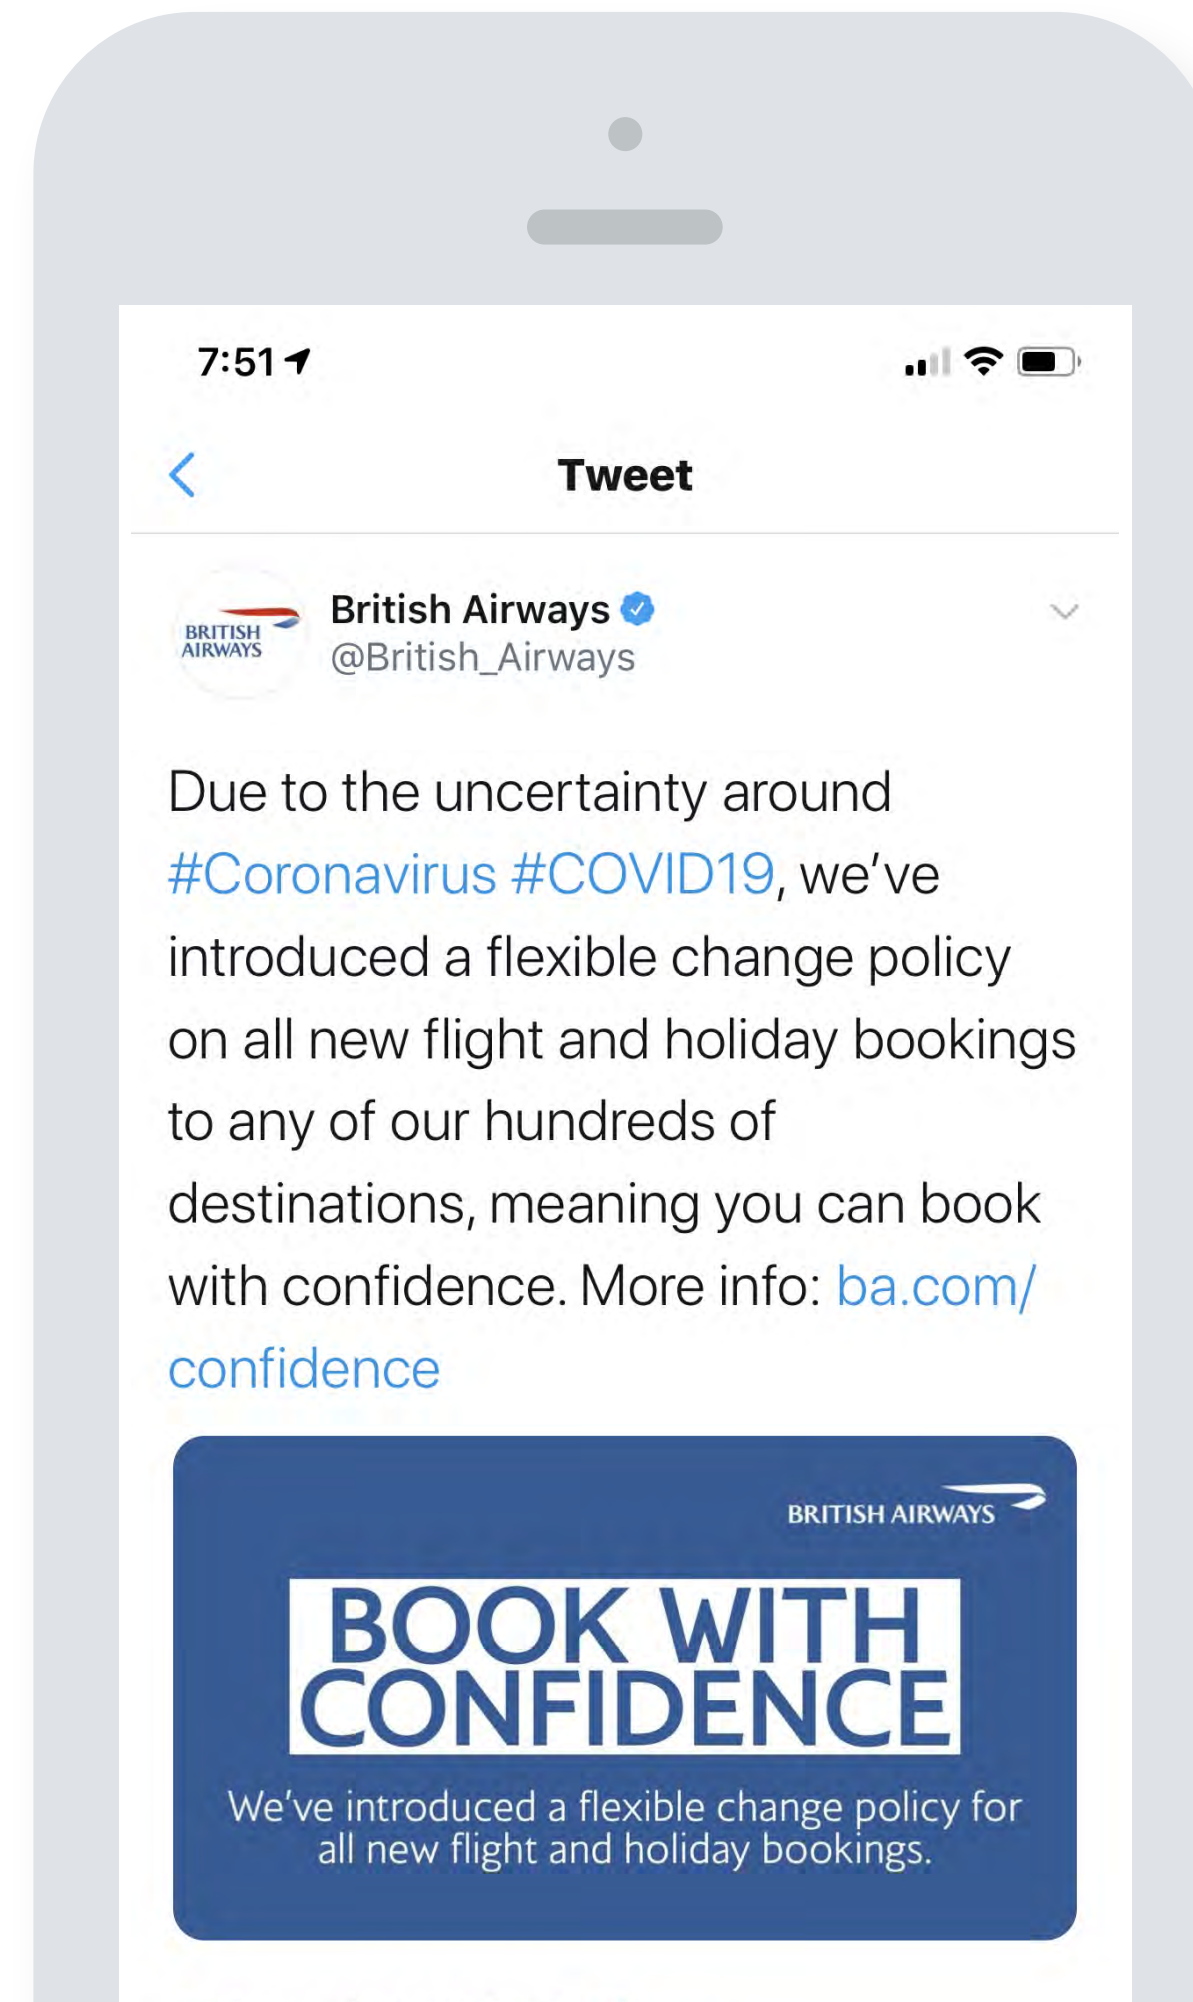 7:51
Tweet
BRITISH
AIRWAYS
British Airways
@British_Airways
Due to the uncertainty around
#Coronavirus #COVID19, we've
introduced a flexible change policy
on all new flight and holiday bookings
to any of our hundreds of
destinations, meaning you can book
with confidence. More info: ba.com/
confidence
BRITISH AIRWAYS
BOOK WITH
CONFIDENCE
We've introduced a flexible change policy for
all new flight and holiday bookings.